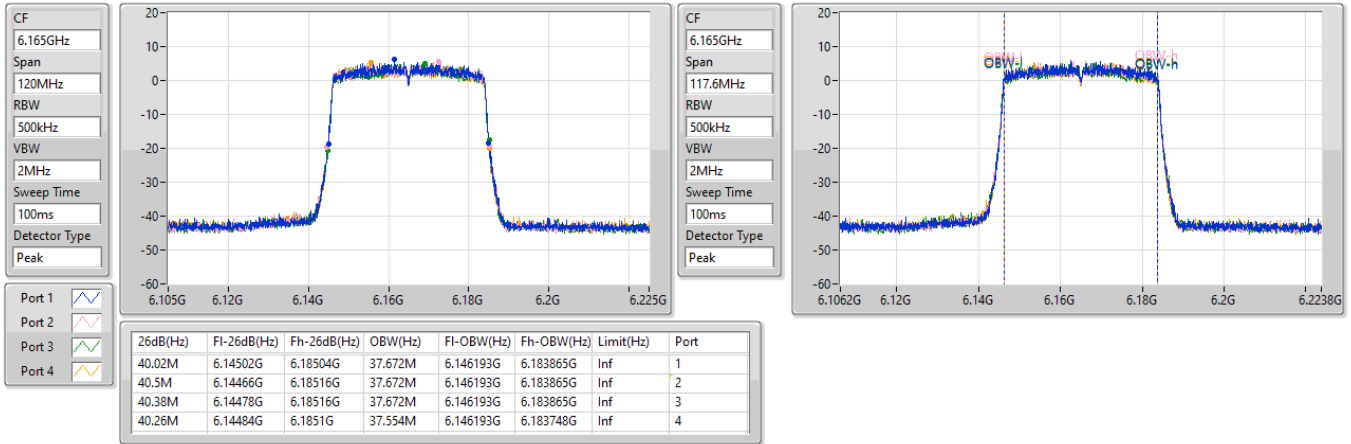 CF
6.165GHz
Span
120MHz
RBW
500kHz
VBW
2MHz
Sweep Time
100ms
Detector Type
Peak
20
10
0
-10
-20
-30
-40
-50
-60
6.105G 6.12G 6.14G 6.16G 6.18G 6.2G 6.225G
CF
6.165GHz
Span
117.6MHz
RBW
500kHz
VBW
2MHz
Sweep Time
100ms
Detector Type
Peak
20
10
0
-10
-20
-30
-40
-50
-60
OBW-l OBW-h
6.1062G 6.12G 6.14G 6.16G 6.18G 6.2G 6.2238G
Port 1
Port 2
Port 3
Port 4
26dB(Hz) Fl-26dB(Hz) Fh-26dB(Hz) OBW(Hz) Fl-OBW(Hz) Fh-OBW(Hz) Limit(Hz) Port
40.02M 6.14502G 6.18504G 37.672M 6.146193G 6.183865G Inf 1
40.5M 6.14466G 6.18516G 37.672M 6.146193G 6.183865G Inf 2
40.38M 6.14478G 6.18516G 37.672M 6.146193G 6.183865G Inf 3
40.26M 6.14484G 6.1851G 37.554M 6.146193G 6.183748G Inf 4